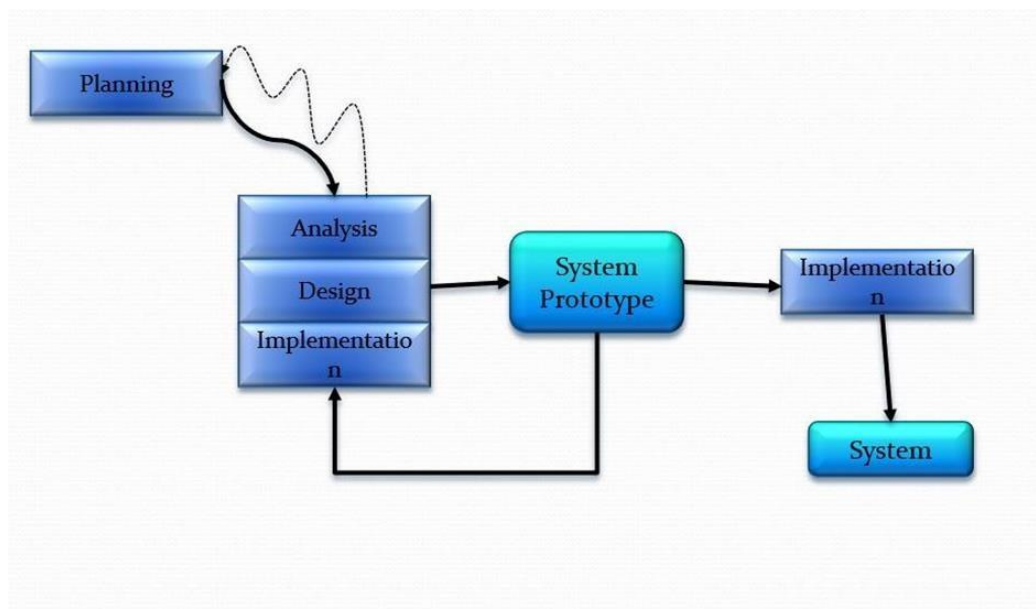 Planning
Analysis
Design
Implementatio
n
System
Prototype
Implementatio
n
System